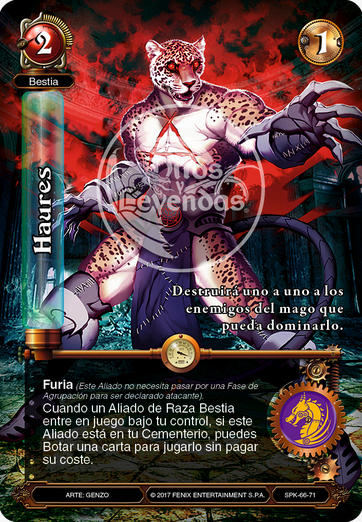 2
1
Bestia
Haures
Mitos
y
Leyendas
Destruirá uno a uno a los
enemigos del mago que
pueda dominarlo.
Furia (Este Aliado no necesita pasar por una Fase de
Agrupación para ser declarado atacante).
Cuando un Aliado de Raza Bestia
entre en juego bajo tu control, si este
Aliado está en tu Cementerio, puedes
Botar una carta para jugarlo sin pagar
su coste.
ARTE: GENZO
© 2017 FENIX ENTERTAINMENT S.P.A.
SPK-66-71